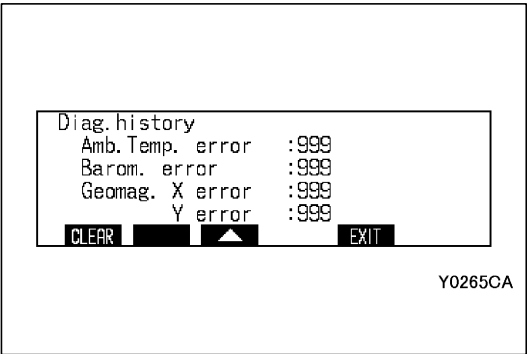 Diag.history
Amb.Temp. error :999
Barom. error :999
Geomag. X error :999
Y error :999
CLEAR ▲ EXIT
Y0265CA